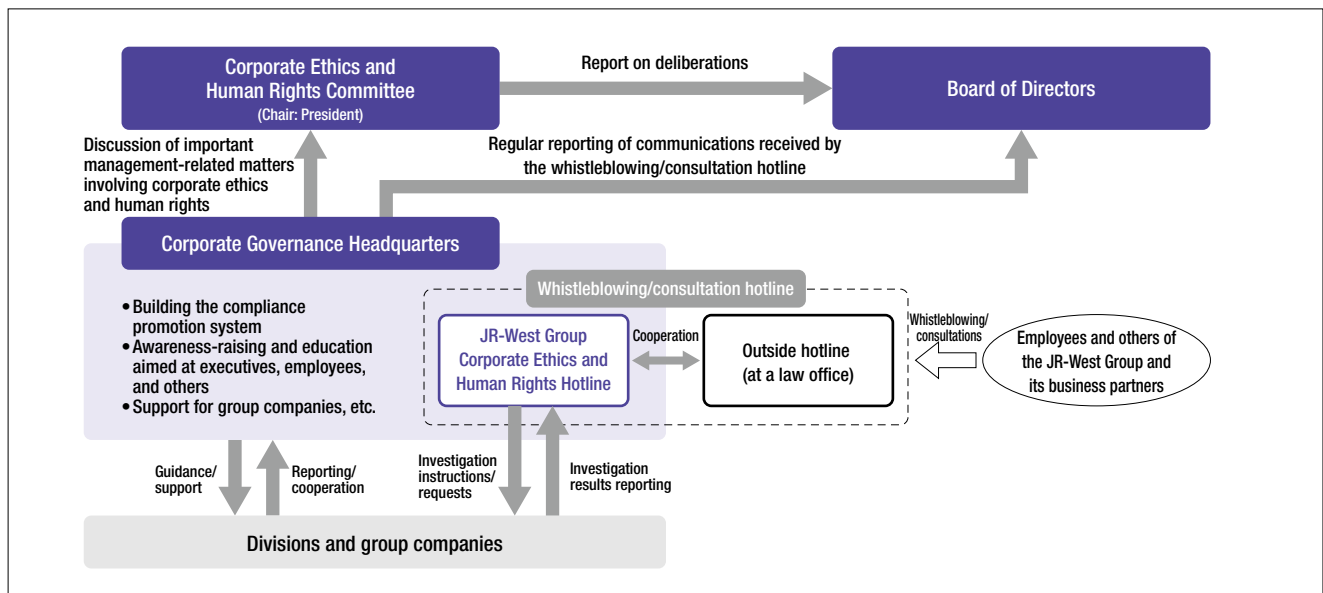 Corporate Ethics and
Human Rights Committee
(Chair: President)
Report on deliberations
Board of Directors
Discussion of important
management-related matters
involving corporate ethics
and human rights
Regular reporting of communications received by
the whistleblowing/consultation hotline
Corporate Governance Headquarters
• Building the compliance
promotion system
• Awareness-raising and education
aimed at executives, employees,
and others
• Support for group companies, etc.
Whistleblowing/consultation hotline
JR-West Group
Corporate Ethics and
Human Rights Hotline
Cooperation
Outside hotline
(at a law office)
Whistleblowing/
consultations
Employees and others of
the JR-West Group and
its business partners
Guidance/
support
Reporting/
cooperation
Investigation
instructions/
requests
Investigation
results reporting
Divisions and group companies